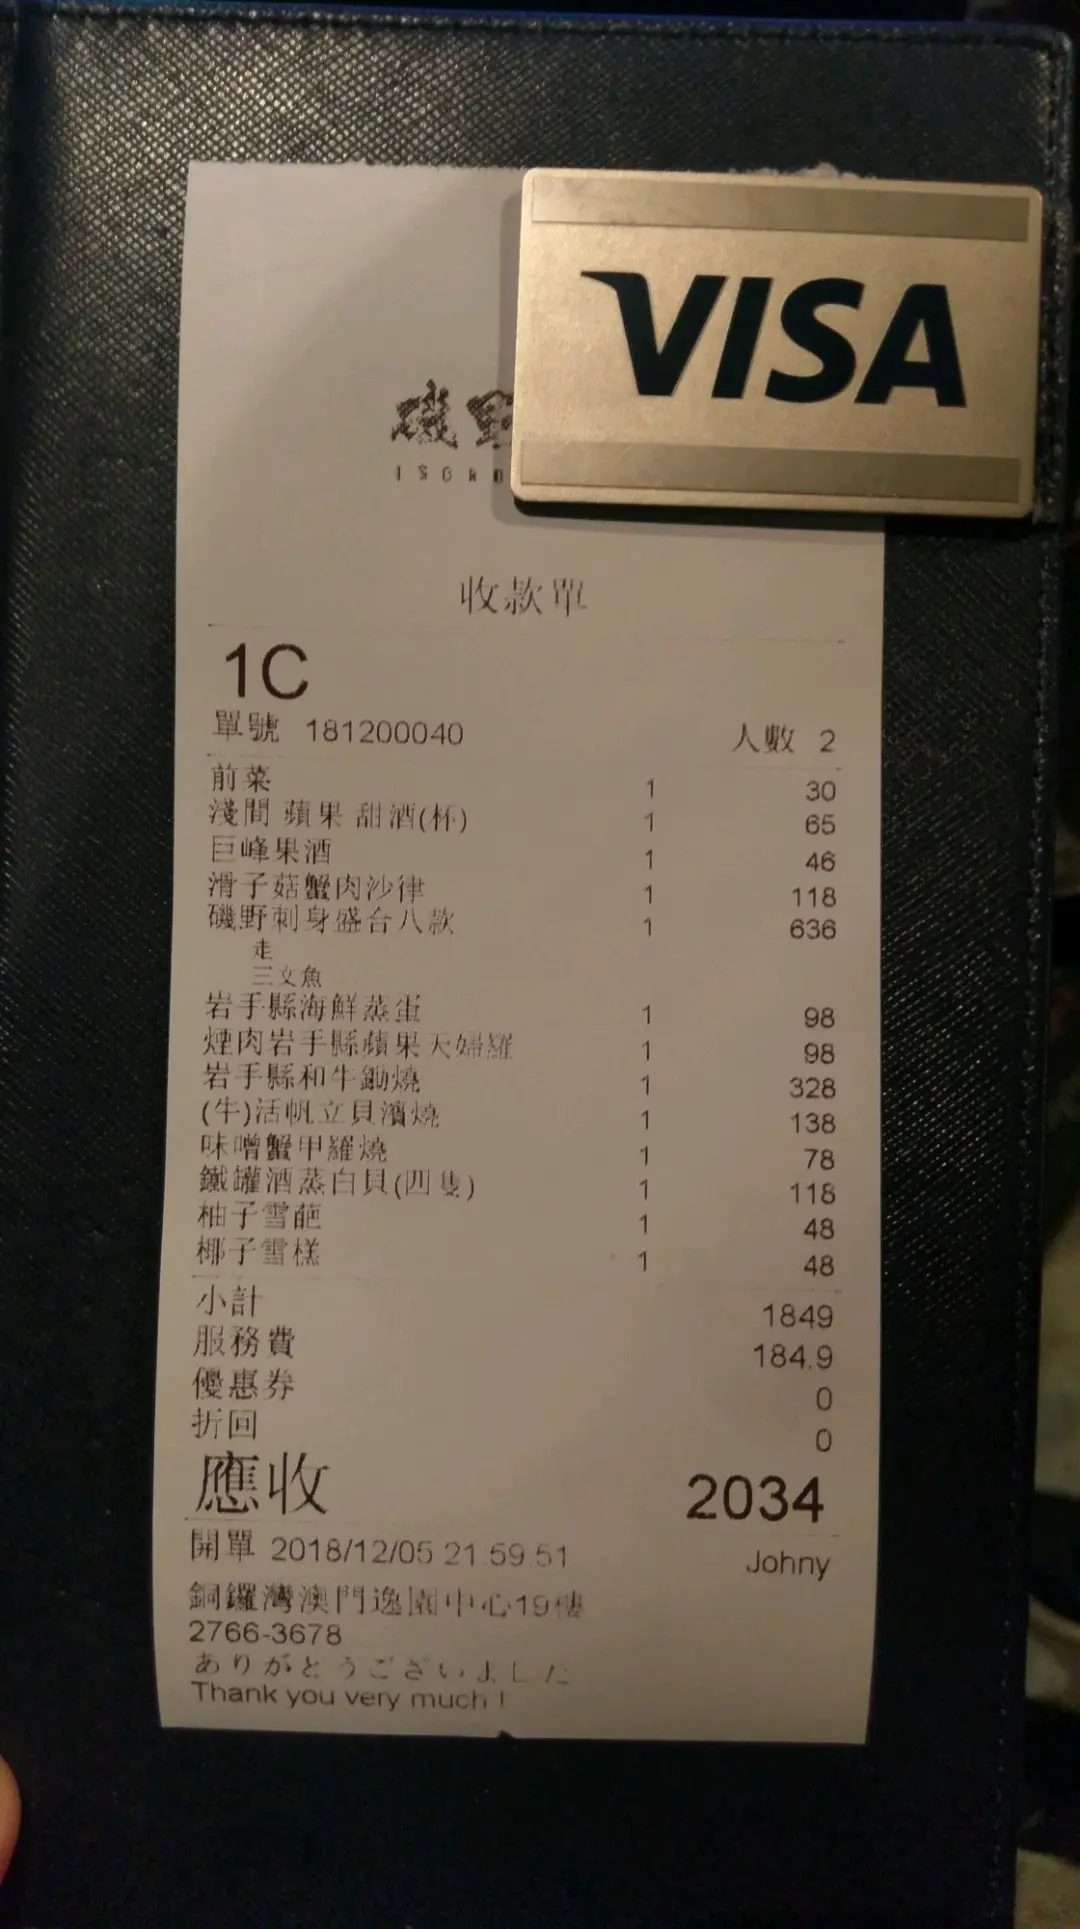 VISA
磯野
ISONO
收款單
1C
單號 181200040 人數 2
前菜 1 30
淺間 蘋果 甜酒(杯) 1 65
巨峰果酒 1 46
滑子菇蟹肉沙律 1 118
磯野刺身盛合八款 1 636
走
三文魚
岩手縣海鮮蒸蛋 1 98
煙肉岩手縣蘋果天婦羅 1 98
岩手縣和牛鋤燒 1 328
(牛)活帆立貝濱燒 1 138
味噌蟹甲羅燒 1 78
鐵罐酒蒸白貝(四隻) 1 118
柚子雪葩 1 48
椰子雪糕 1 48
小計 1849
服務費 184.9
優惠券 0
折回 0
應收 2034
開單 2018/12/05 21:59:51 Johny
銅鑼灣澳門逸園中心19樓
2766-3678
ありがとうございました
Thank you very much !